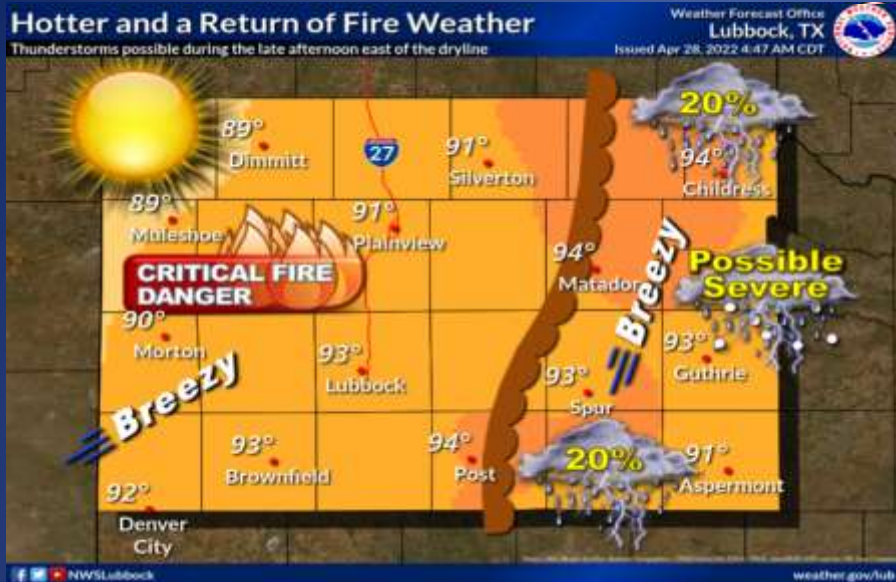 Hotter and a Return of Fire Weather
Thunderstorms possible during the late afternoon east of the dryline
Weather Forecast Office
Lubbock, TX
Issued Apr 28, 2022 4:47 AM CDT
20%
89°
Dimmitt
27
91°
Silverton
94°
Childress
89°
Muleshoe
91°
Plainview
CRITICAL FIRE
DANGER
94°
Matador
Breezy
Possible
Severe
90°
Morton
93°
Lubbock
93°
Guthrie
93°
Spur
Breezy
93°
Brownfield
94°
Post
20%
91°
Aspermont
92°
Denver
City
NWSLubbock
weather.gov/lub